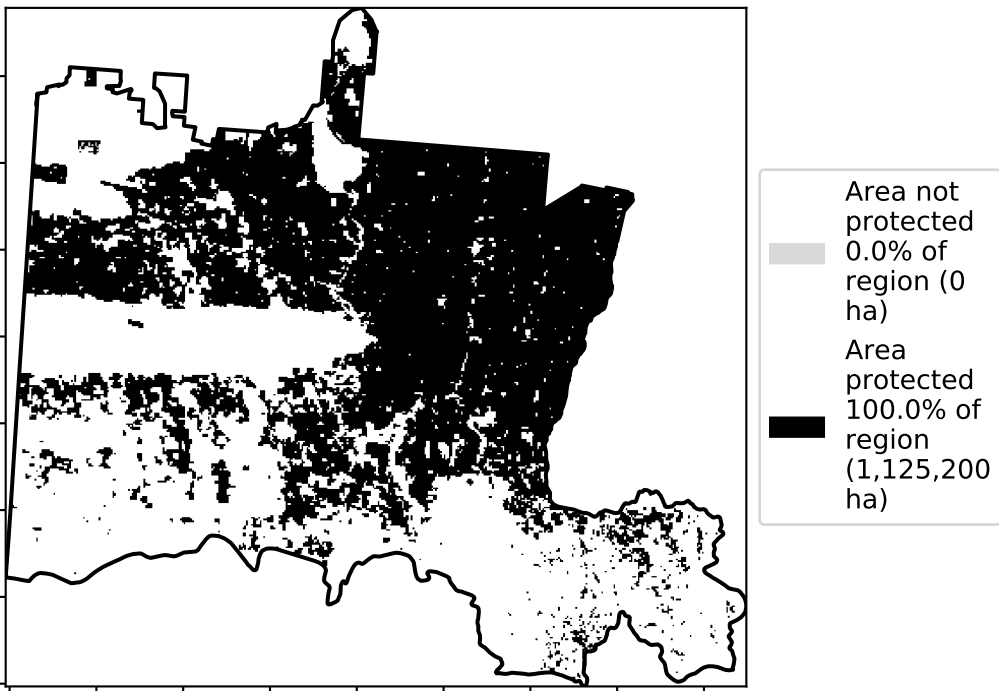 Area not
protected
0.0% of
region (0
ha)
Area
protected
100.0% of
region
(1,125,200
ha)